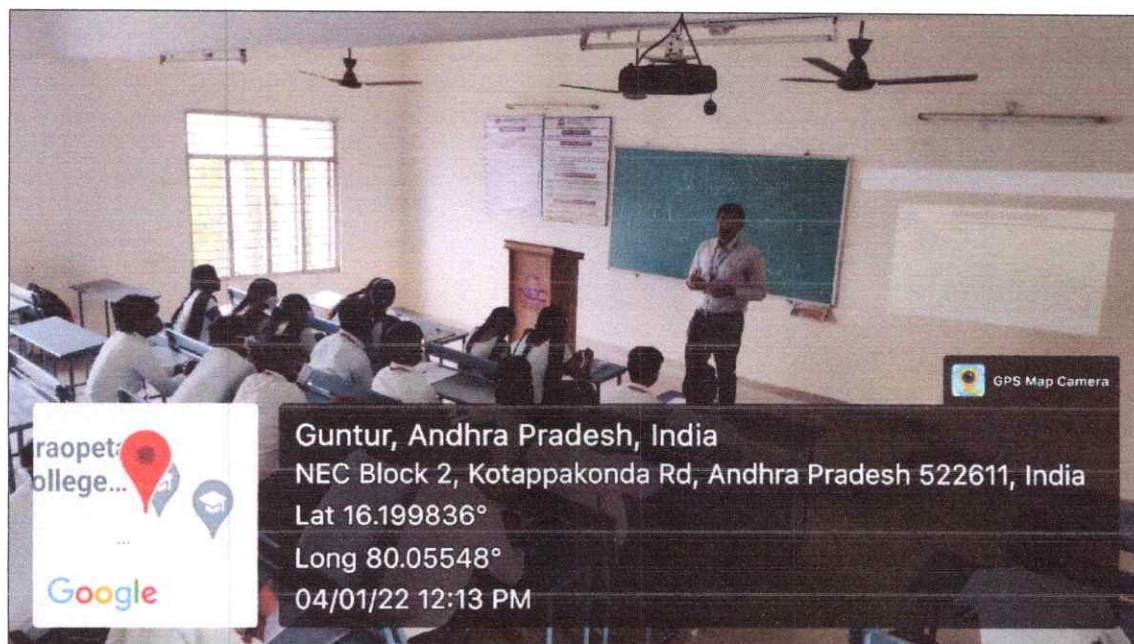 NEC
GPS Map Camera
raopeta
ollege...
Google
Guntur, Andhra Pradesh, India
NEC Block 2, Kotappakonda Rd, Andhra Pradesh 522611, India
Lat 16.199836°
Long 80.05548°
04/01/22 12:13 PM